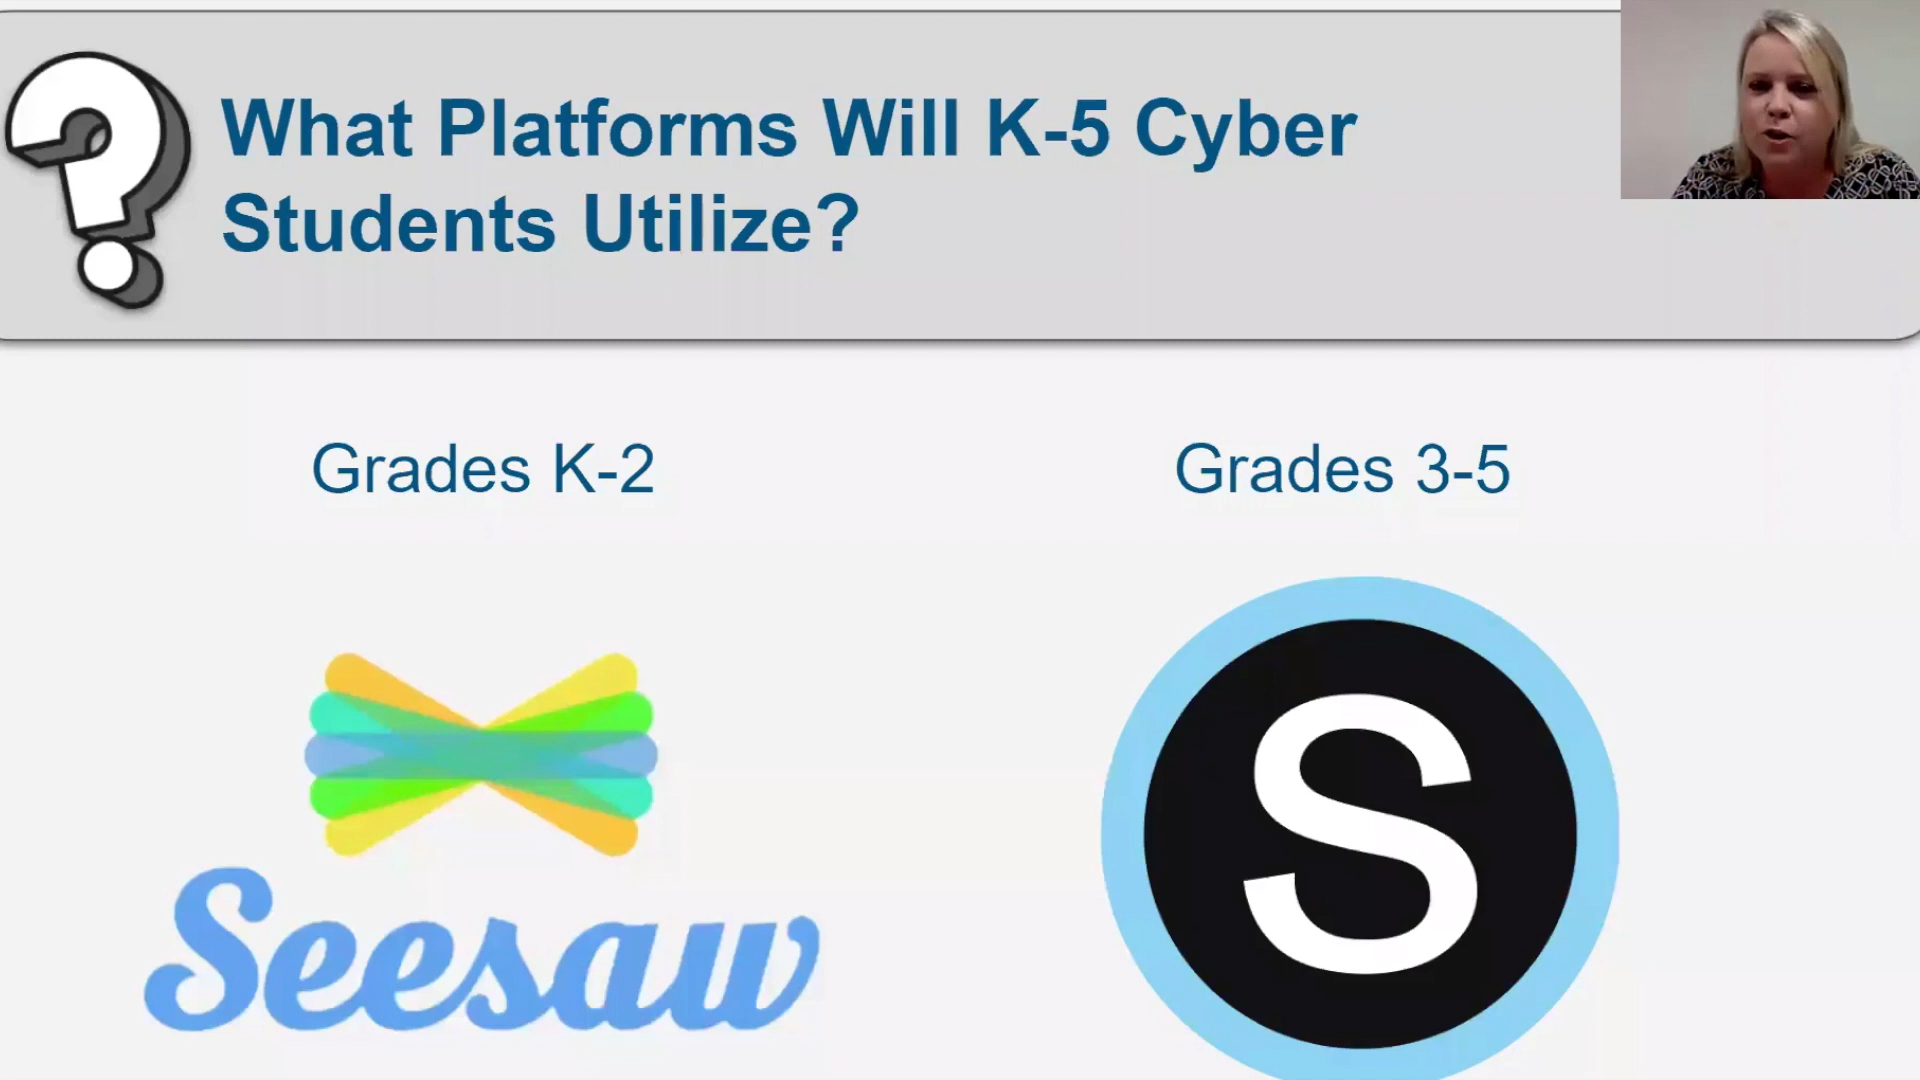 What Platforms Will K-5 Cyber
Students Utilize?
Grades K-2
Grades 3-5
Seesaw
S